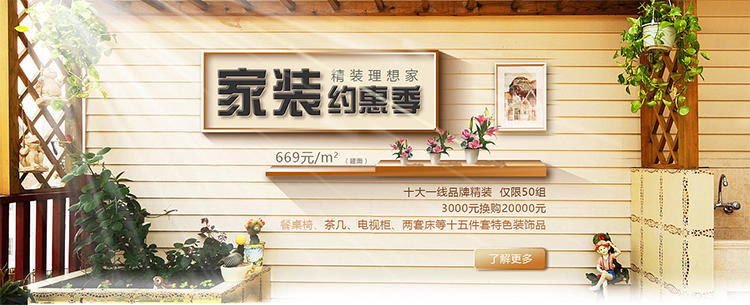 家装 精装理想家
约惠季
669元/m² （建面）
十大一线品牌精装 仅限50组
3000元换购20000元
餐桌椅、茶几、电视柜、两套床等十五件套特色装饰品
了解更多